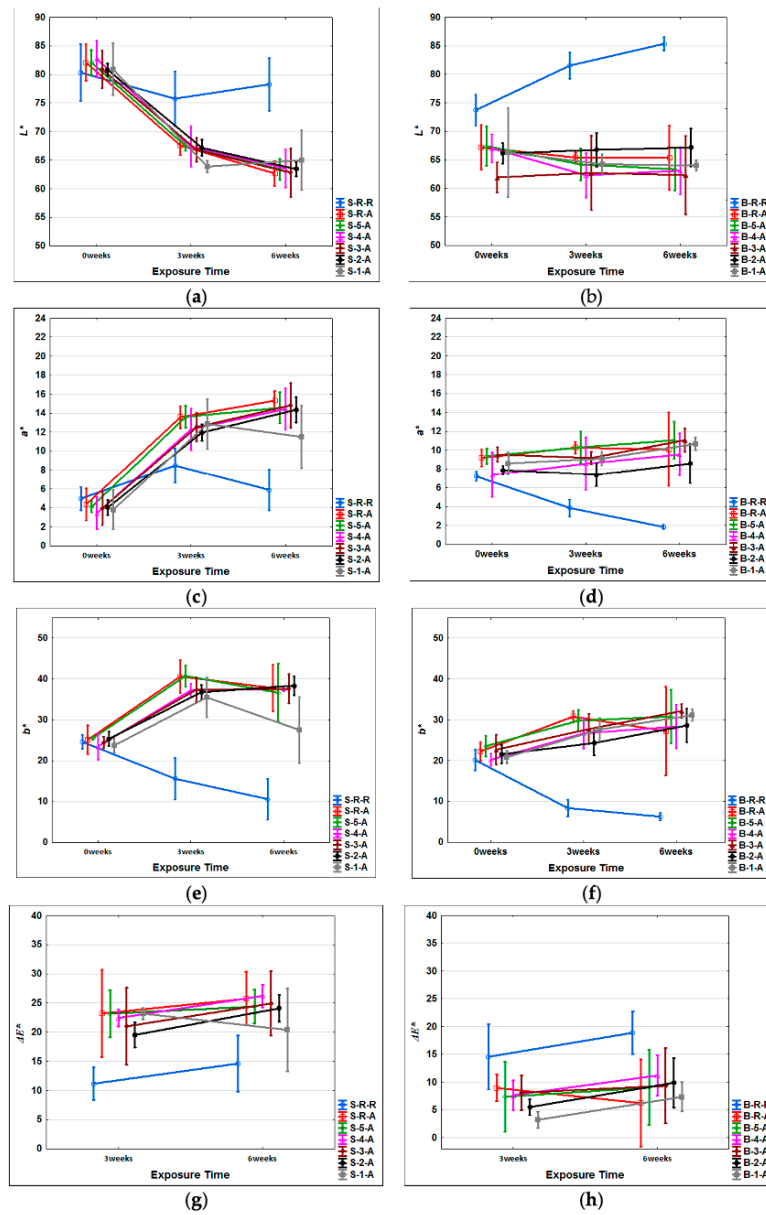 90
85
80
75
70
65
60
55
50
L*
0weeks 3weeks 6weeks
Exposure Time
S-R-R
S-R-A
S-5-A
S-4-A
S-3-A
S-2-A
S-1-A
(a)
90
85
80
75
70
65
60
55
50
L*
0weeks 3weeks 6weeks
Exposure Time
B-R-R
B-R-A
B-5-A
B-4-A
B-3-A
B-2-A
B-1-A
(b)
24
22
20
18
16
14
12
10
8
6
4
2
0
a*
0weeks 3weeks 6weeks
Exposure Time
S-R-R
S-R-A
S-5-A
S-4-A
S-3-A
S-2-A
S-1-A
(c)
24
22
20
18
16
14
12
10
8
6
4
2
0
a*
0weeks 3weeks 6weeks
Exposure Time
B-R-R
B-R-A
B-5-A
B-4-A
B-3-A
B-2-A
B-1-A
(d)
50
40
30
20
10
0
b*
0weeks 3weeks 6weeks
Exposure Time
S-R-R
S-R-A
S-5-A
S-4-A
S-3-A
S-2-A
S-1-A
(e)
50
40
30
20
10
0
b*
0weeks 3weeks 6weeks
Exposure Time
B-R-R
B-R-A
B-5-A
B-4-A
B-3-A
B-2-A
B-1-A
(f)
40
35
30
25
20
15
10
5
0
ΔE*
3weeks 6weeks
Exposure Time
S-R-R
S-R-A
S-5-A
S-4-A
S-3-A
S-2-A
S-1-A
(g)
40
35
30
25
20
15
10
5
0
ΔE*
3weeks 6weeks
Exposure Time
B-R-R
B-R-A
B-5-A
B-4-A
B-3-A
B-2-A
B-1-A
(h)